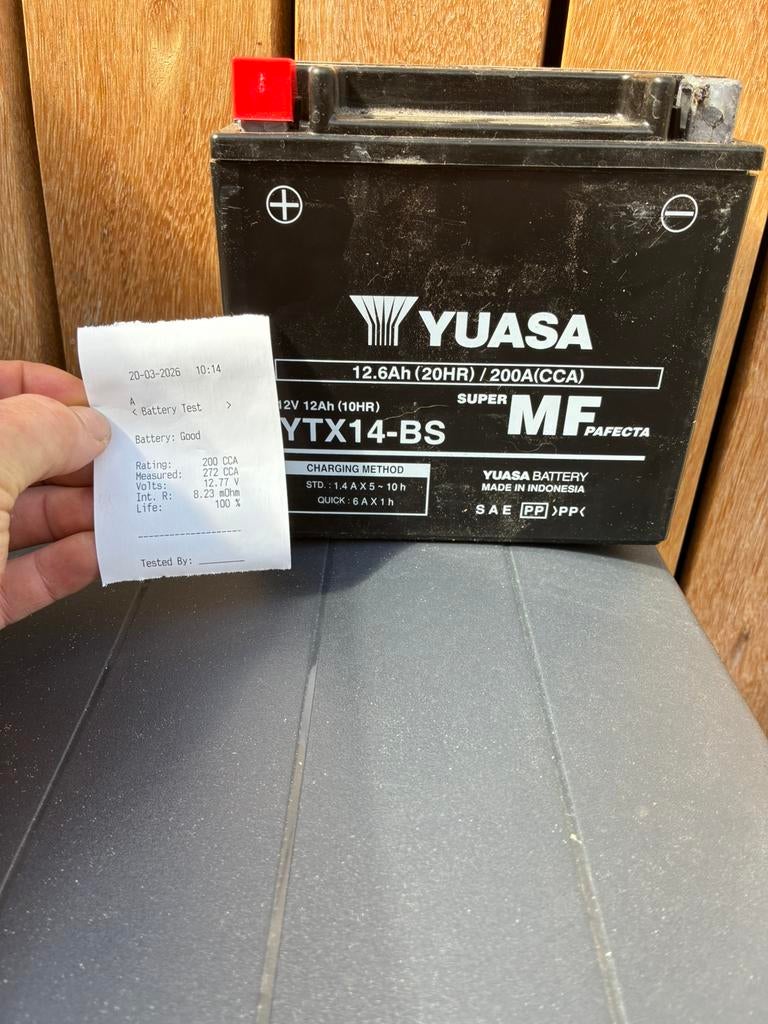 YUASA
12.6Ah (20HR) / 200A(CCA)
12V 12Ah (10HR)
YTX14-BS
SUPER MF PAFECTA
CHARGING METHOD
STD. : 1.4 A X 5 ~ 10 h
QUICK : 6 A X 1 h
YUASA BATTERY
MADE IN INDONESIA
S A E PP >PP<
20-03-2026 10:14
A
< Battery Test >
Battery: Good
Rating: 200 CCA
Measured: 272 CCA
Volts: 12.77 V
Int. R: 8.23 mOhm
Life: 100 %
--------------------
Tested By: ________